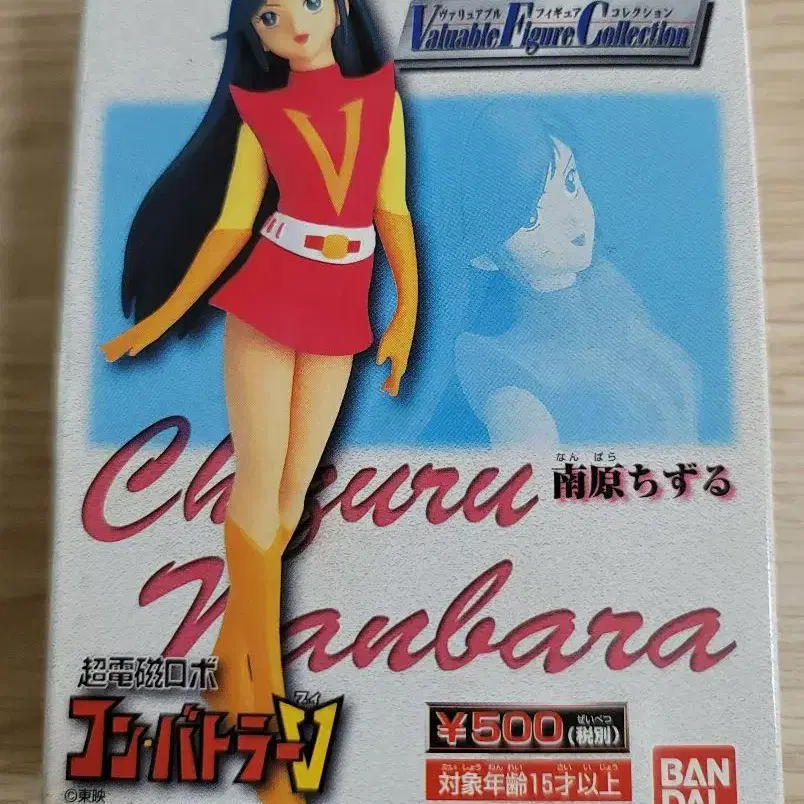 ヴァリュアブル フィギュア コレクション
Valuable Figure Collection
Chizuru
なん ばら
南原ちずる
Nanbara
超電磁ロボ
ブイ
コン・バトラーV
©東映
¥500(税別)
ぜいべつ
たいしょう ねんれい さい いじょう
対象年齢15才以上
BAN
DAI